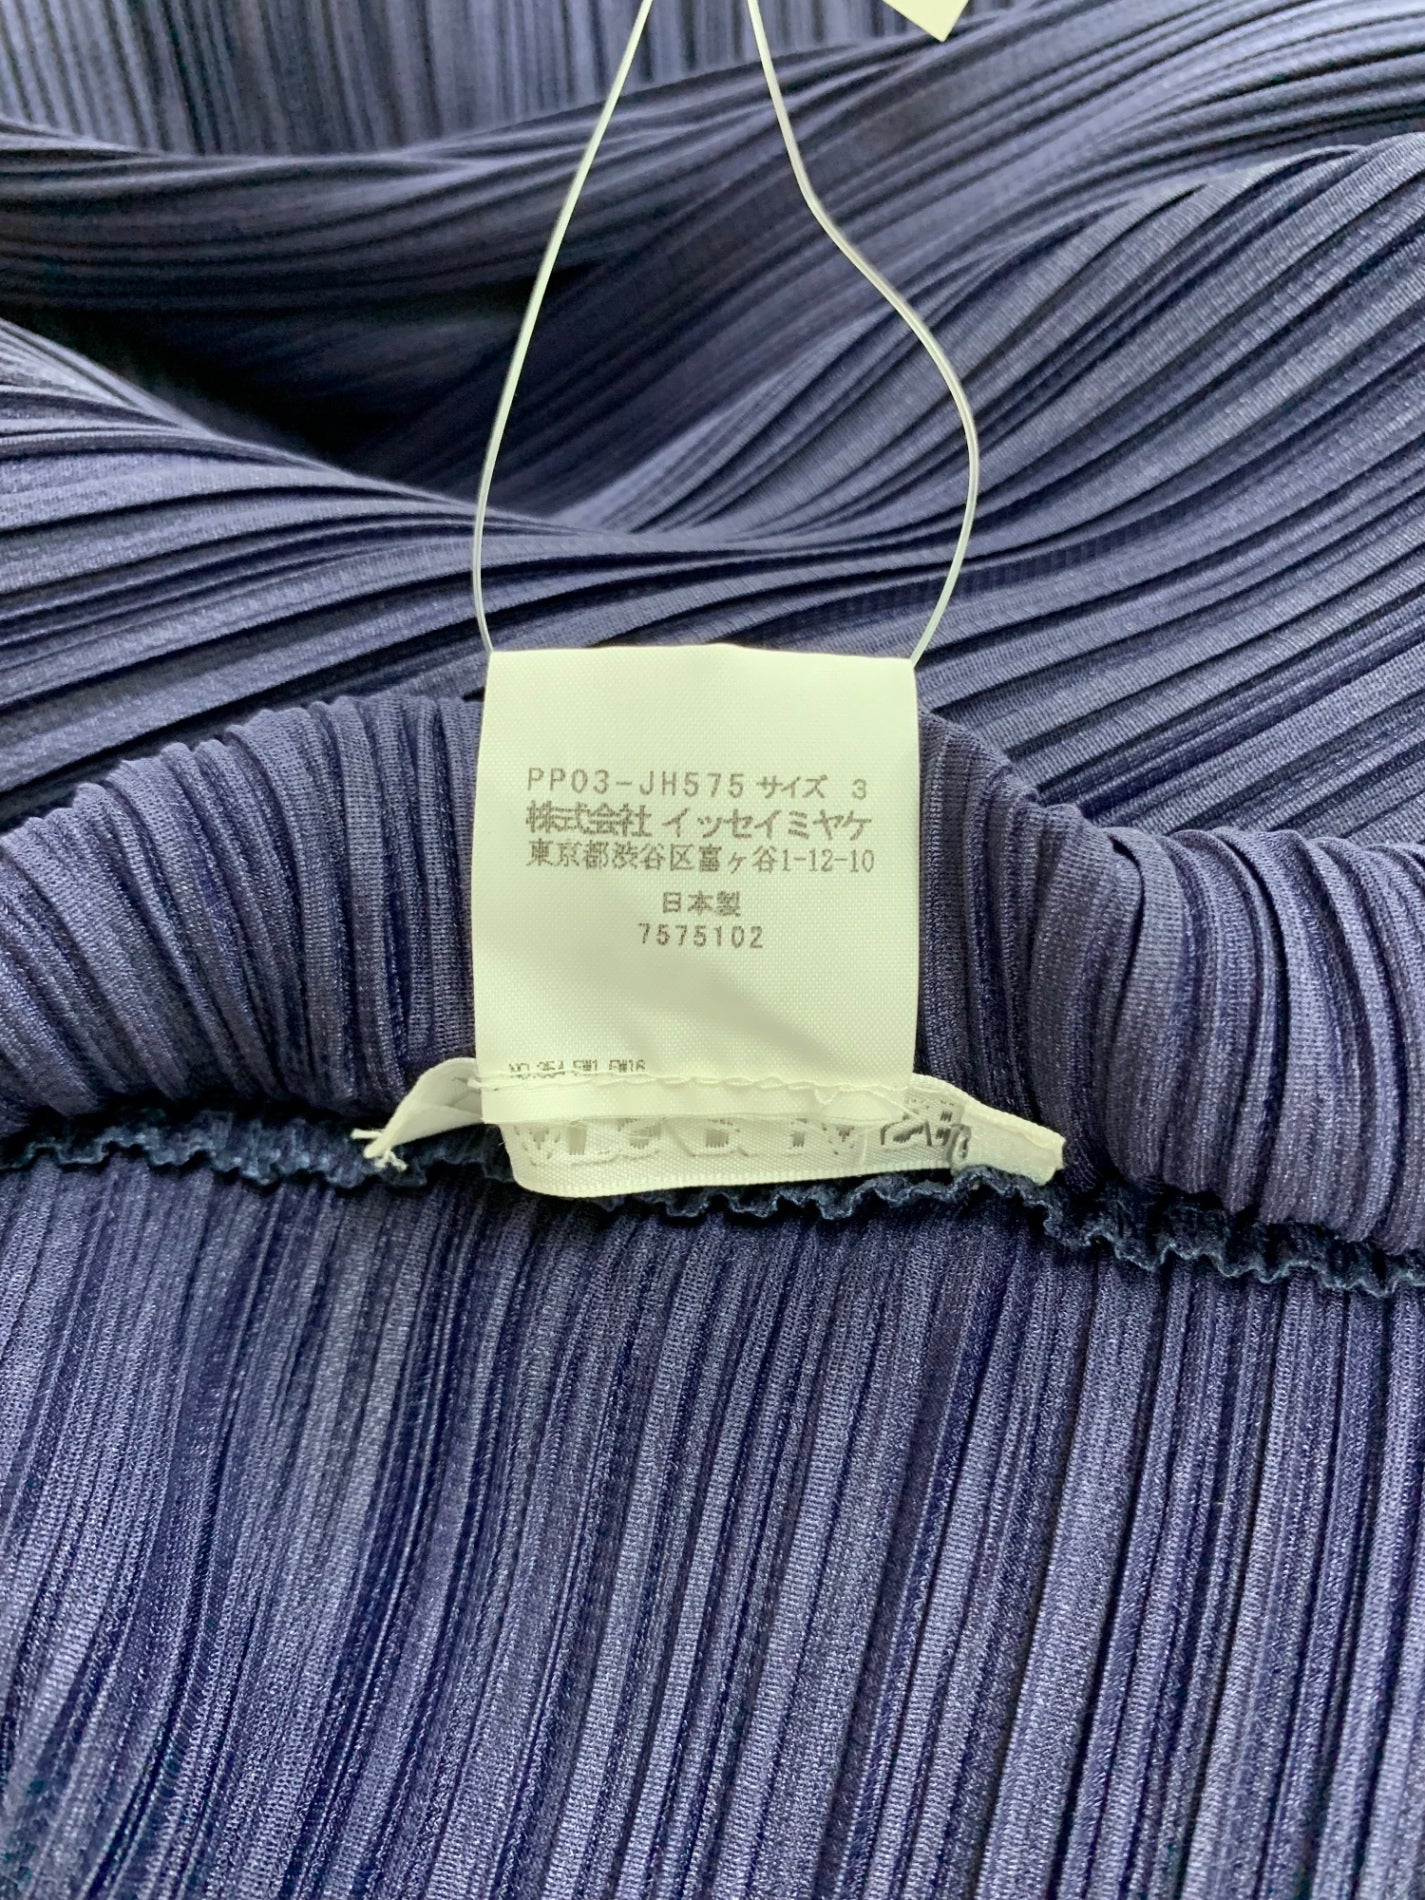 PP03-JH575 サイズ 3
株式会社 イッセイミヤケ
東京都渋谷区富ヶ谷1-12-10
日本製
7575102